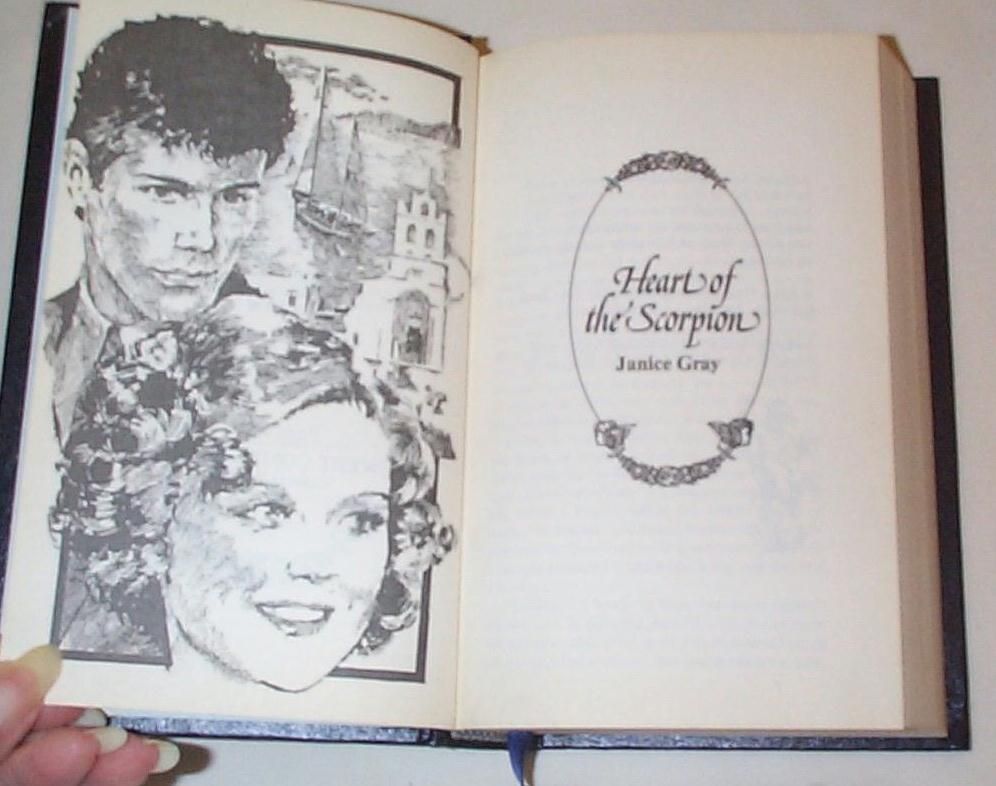 Heart of
the Scorpion
Janice Gray